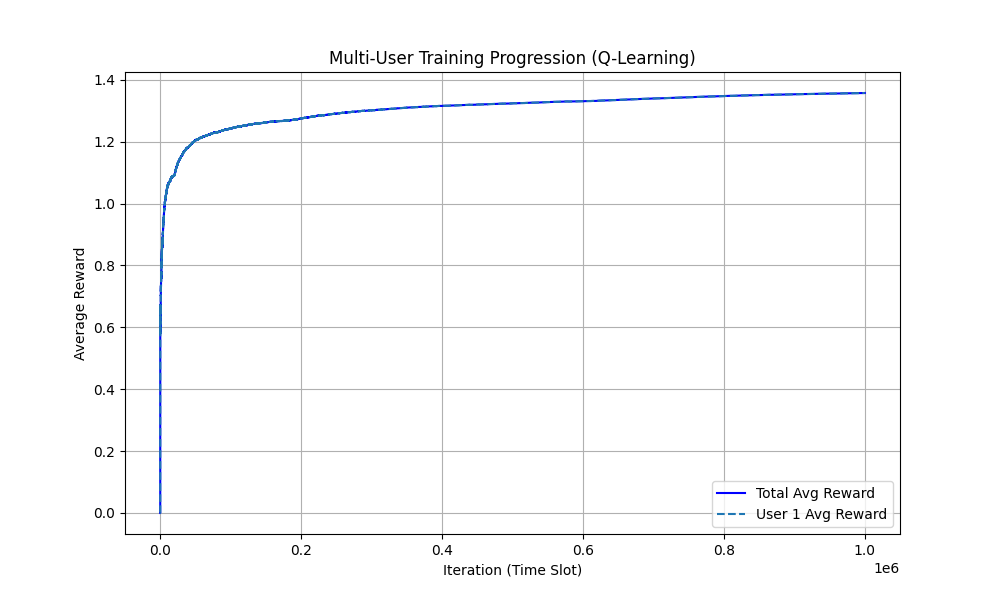 Multi-User Training Progression (Q-Learning)
Average Reward
1.4
1.2
1.0
0.8
0.6
0.4
0.2
0.0
Total Avg Reward
User 1 Avg Reward
0.0 0.2 0.4 0.6 0.8 1.0
1e6
Iteration (Time Slot)